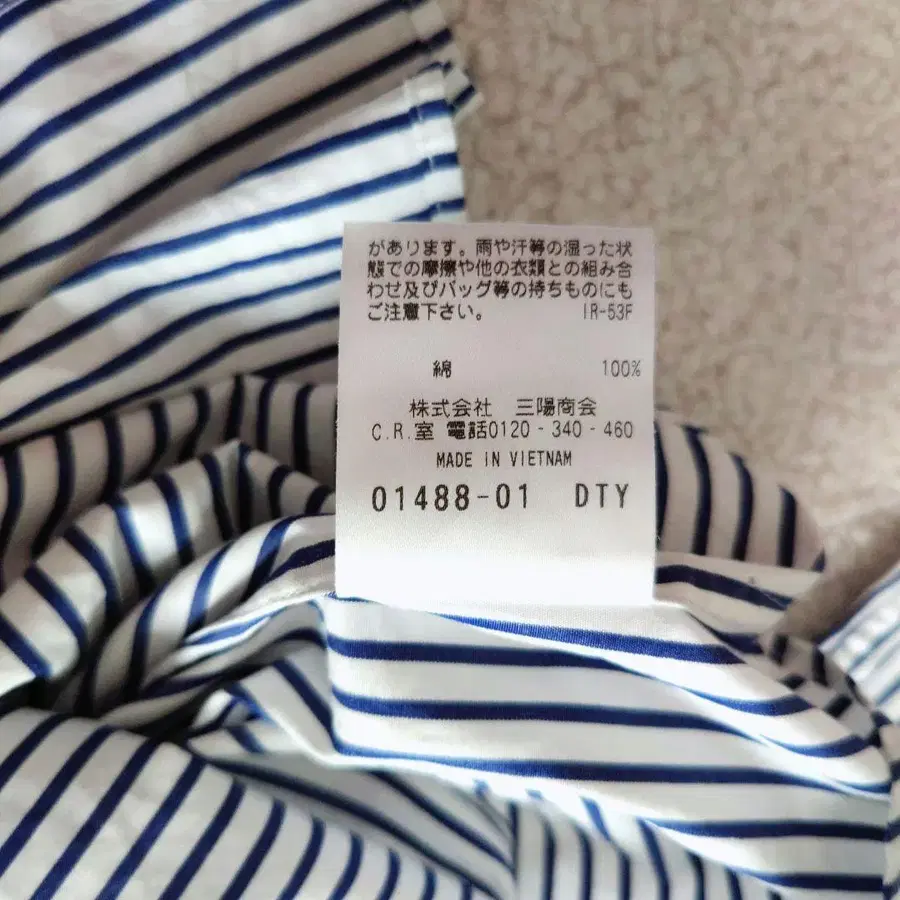 があります。雨や汗等の湿った状
態での摩擦や他の衣類との組み合
わせ及びバッグ等の持ちものにも
ご注意下さい。 IR-53F
綿 100%
株式会社 三陽商会
C.R.室 電話0120-340-460
MADE IN VIETNAM
01488-01 DTY